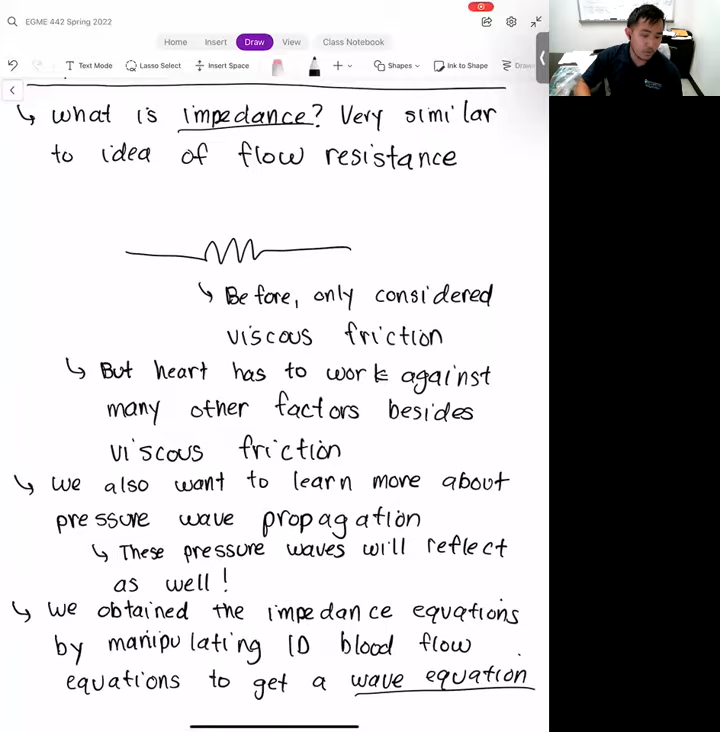 EGME 442 Spring 2022
Home Insert Draw View Class Notebook
Text Mode Lasso Select Insert Space Shapes Ink to Shape Draw
↳ what is impedance? Very similar
to idea of flow resistance
↳ Before, only considered
viscous friction
↳ But heart has to work against
many other factors besides
viscous friction
↳ we also want to learn more about
pressure wave propagation
↳ These pressure waves will reflect
as well!
↳ we obtained the impedance equations
by manipulating 1D blood flow
equations to get a wave equation